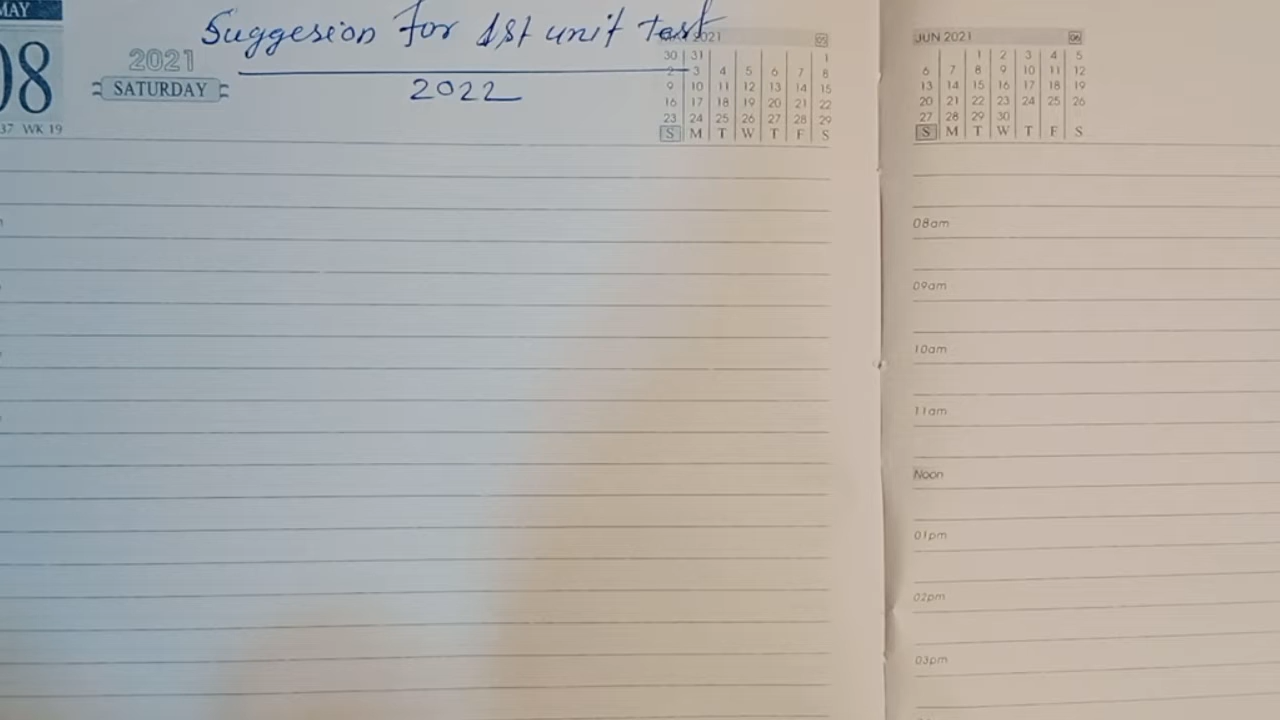 MAY
08
37 WK 19
2021
SATURDAY
Suggesion for 1st unit test
2022
2021 05
30 31 1
2 3 4 5 6 7 8
9 10 11 12 13 14 15
16 17 18 19 20 21 22
23 24 25 26 27 28 29
S M T W T F S
JUN 2021 06
1 2 3 4 5
6 7 8 9 10 11 12
13 14 15 16 17 18 19
20 21 22 23 24 25 26
27 28 29 30
S M T W T F S
08am
09am
10am
11am
Noon
01pm
02pm
03pm